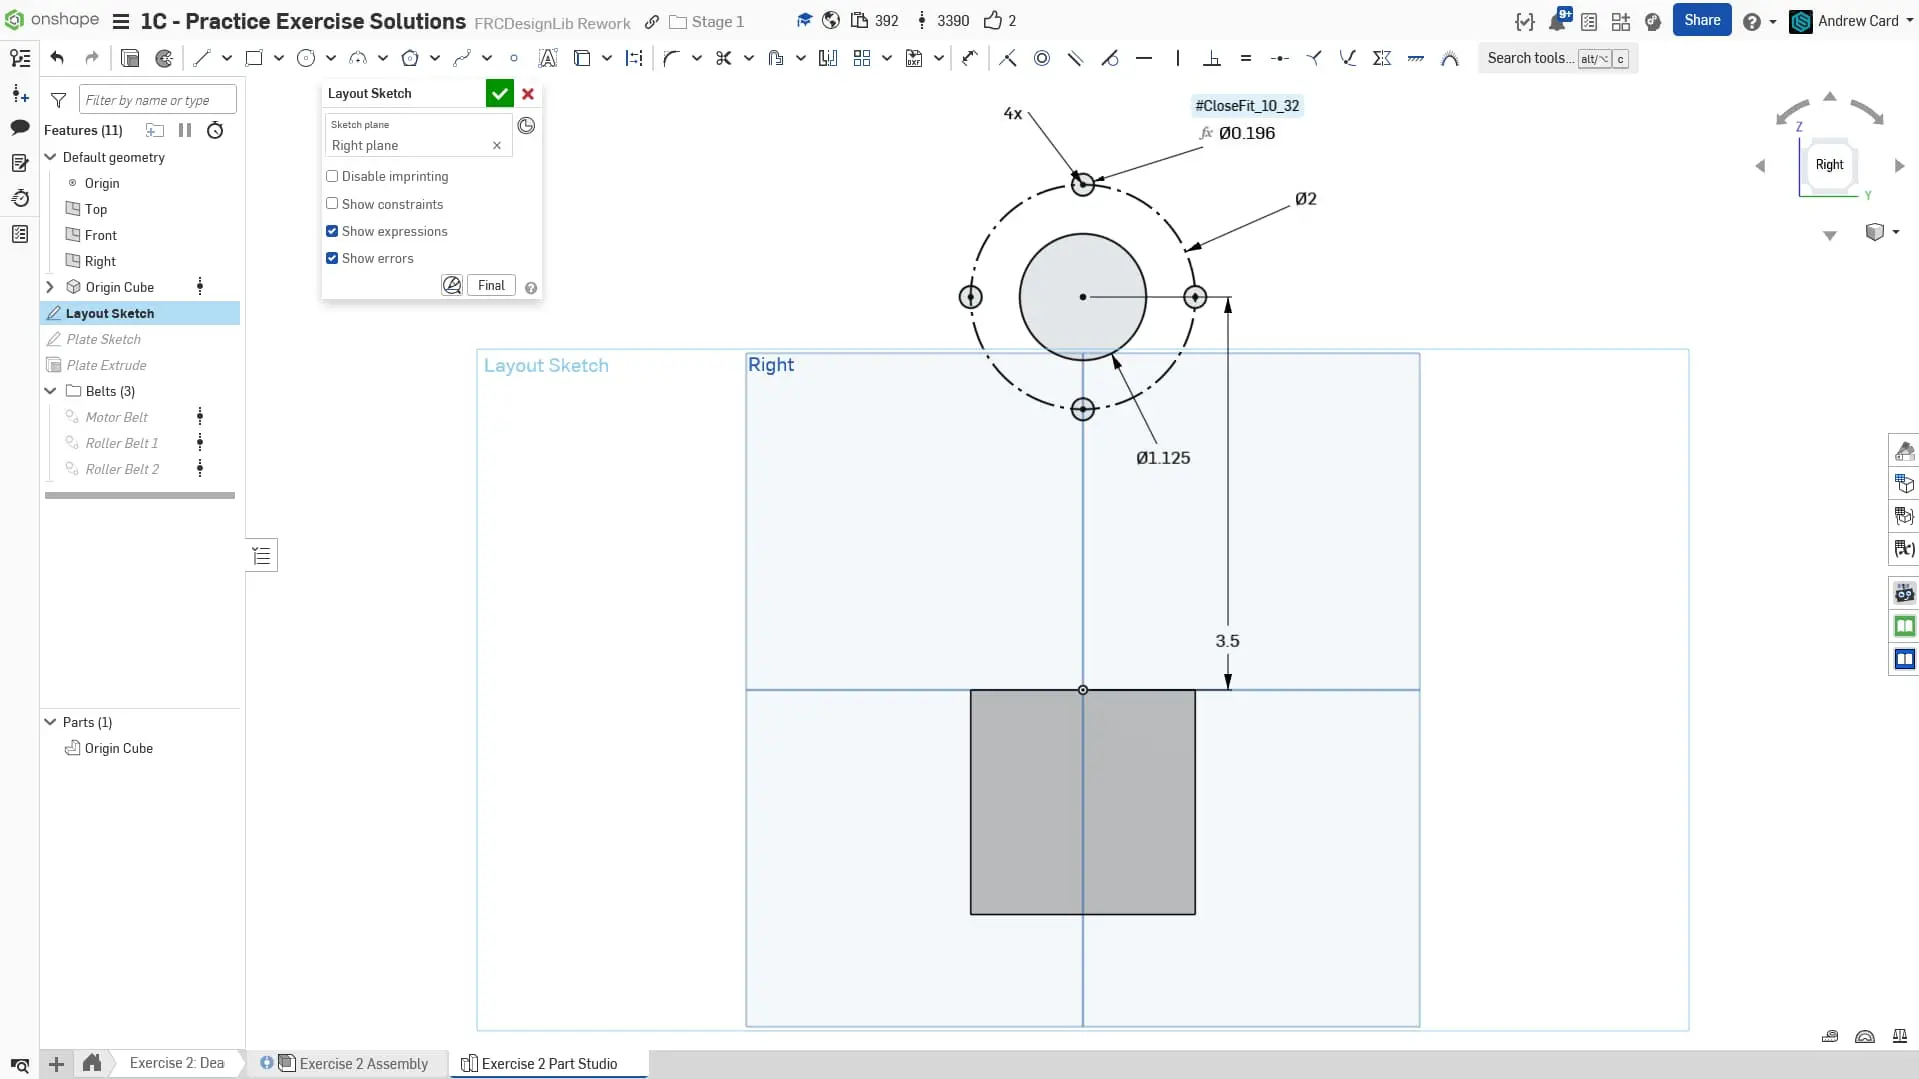 onshape
1C - Practice Exercise Solutions
FRCDesignLib Rework
Stage 1
392
3390
2
9+
Share
Andrew Card
Search tools...
alt/⌥
c
Filter by name or type
Features (11)
Default geometry
Origin
Top
Front
Right
Origin Cube
Layout Sketch
Plate Sketch
Plate Extrude
Belts (3)
Motor Belt
Roller Belt 1
Roller Belt 2
Parts (1)
Origin Cube
Layout Sketch
Sketch plane
Right plane
Disable imprinting
Show constraints
Show expressions
Show errors
Final
4x
#CloseFit_10_32
fx Ø0.196
Ø2
Layout Sketch
Right
Ø1.125
3.5
Z
Right
Y
(x)
Exercise 2: Dea
Exercise 2 Assembly
Exercise 2 Part Studio